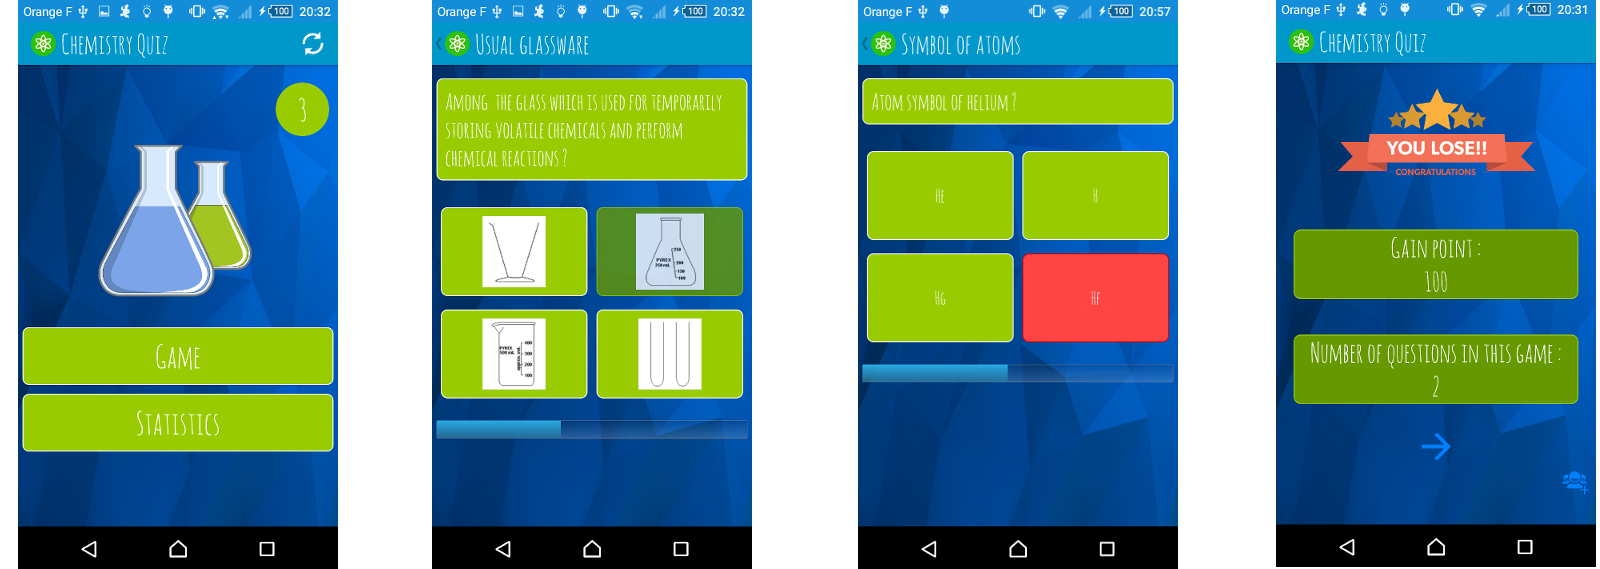 Orange F 100 20:32
Chemistry Quiz
3
Game
Statistics
Orange F 100 20:32
Usual glassware
Among the glass which is used for temporarily
storing volatile chemicals and perform
chemical reactions ?
250
PYREX
250 mL
200
150
100
PYREX
500 mL
approx. vol.
400
300
200
100
Orange F 100 20:57
Symbol of atoms
Atom symbol of helium ?
He
H
Hg
Hf
Orange F 100 20:31
Chemistry Quiz
YOU LOSE!!
CONGRATULATIONS
Gain point :
100
Number of questions in this game :
2